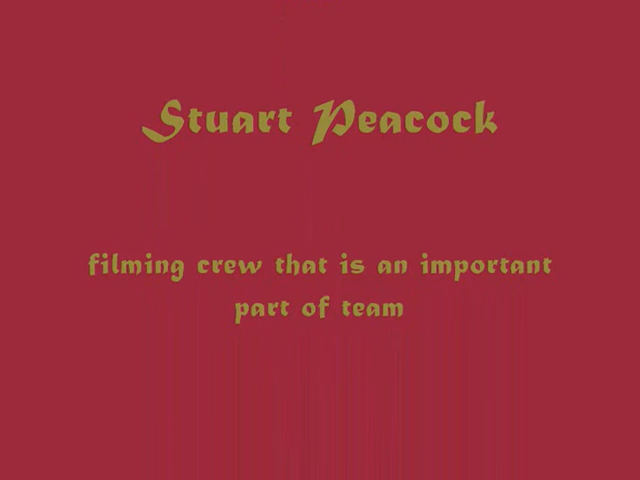 Stuart Peacock
filming crew that is an important
part of team